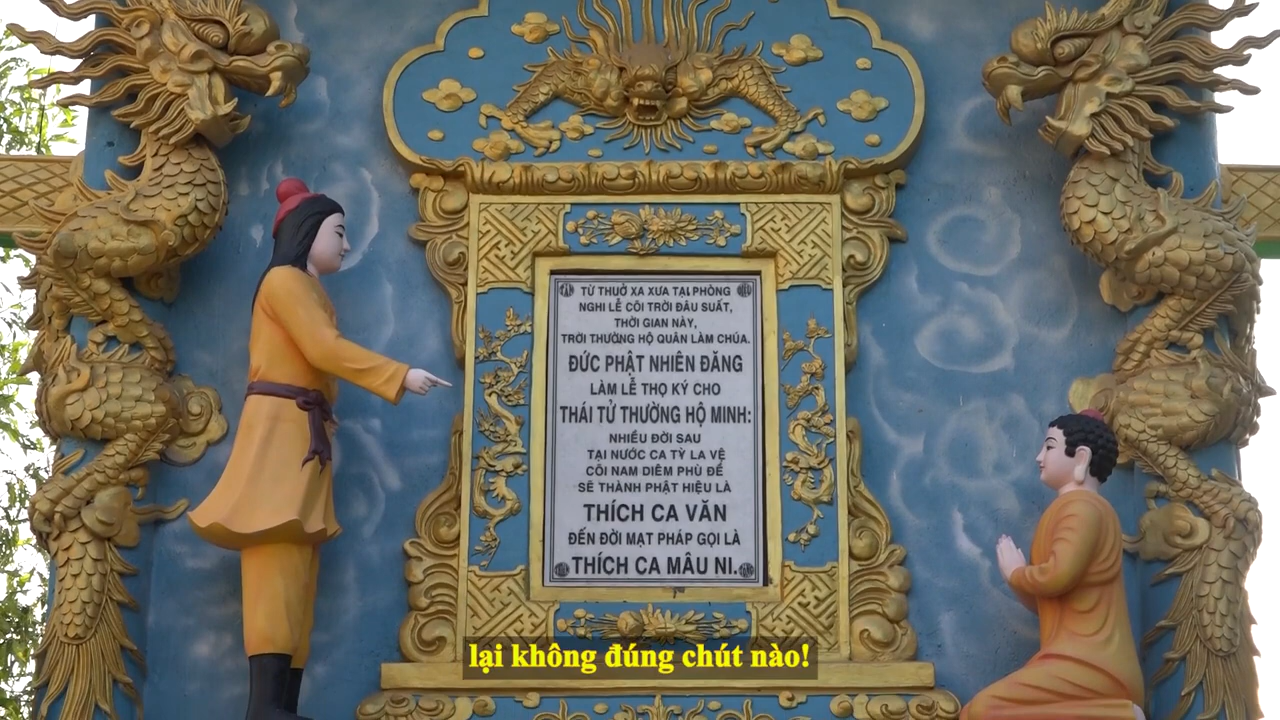 TỪ THUỞ XA XƯA TẠI PHÒNG
NGHI LỄ CÕI TRỜI ĐÂU SUẤT,
THỜI GIAN NÀY,
TRỜI THƯỜNG HỘ QUÂN LÀM CHÚA.
ĐỨC PHẬT NHIÊN ĐĂNG
LÀM LỄ THỌ KÝ CHO
THÁI TỬ THƯỜNG HỘ MINH:
NHIỀU ĐỜI SAU
TẠI NƯỚC CA TỲ LA VỆ
CÕI NAM DIÊM PHÙ ĐỀ
SẼ THÀNH PHẬT HIỆU LÀ
THÍCH CA VĂN
ĐẾN ĐỜI MẠT PHÁP GỌI LÀ
THÍCH CA MÂU NI.
lại không đúng chút nào!